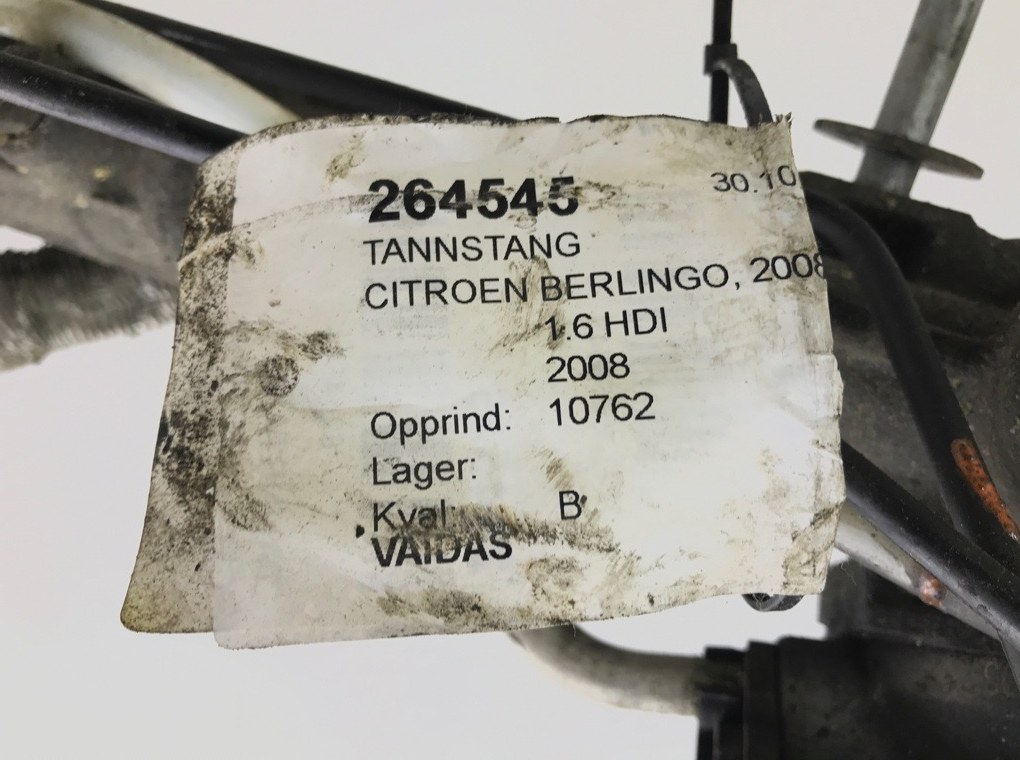 264545 30.10
TANNSTANG
CITROEN BERLINGO, 2008
1.6 HDI
2008
Opprind: 10762
Lager:
Kval: B
VAIDAS